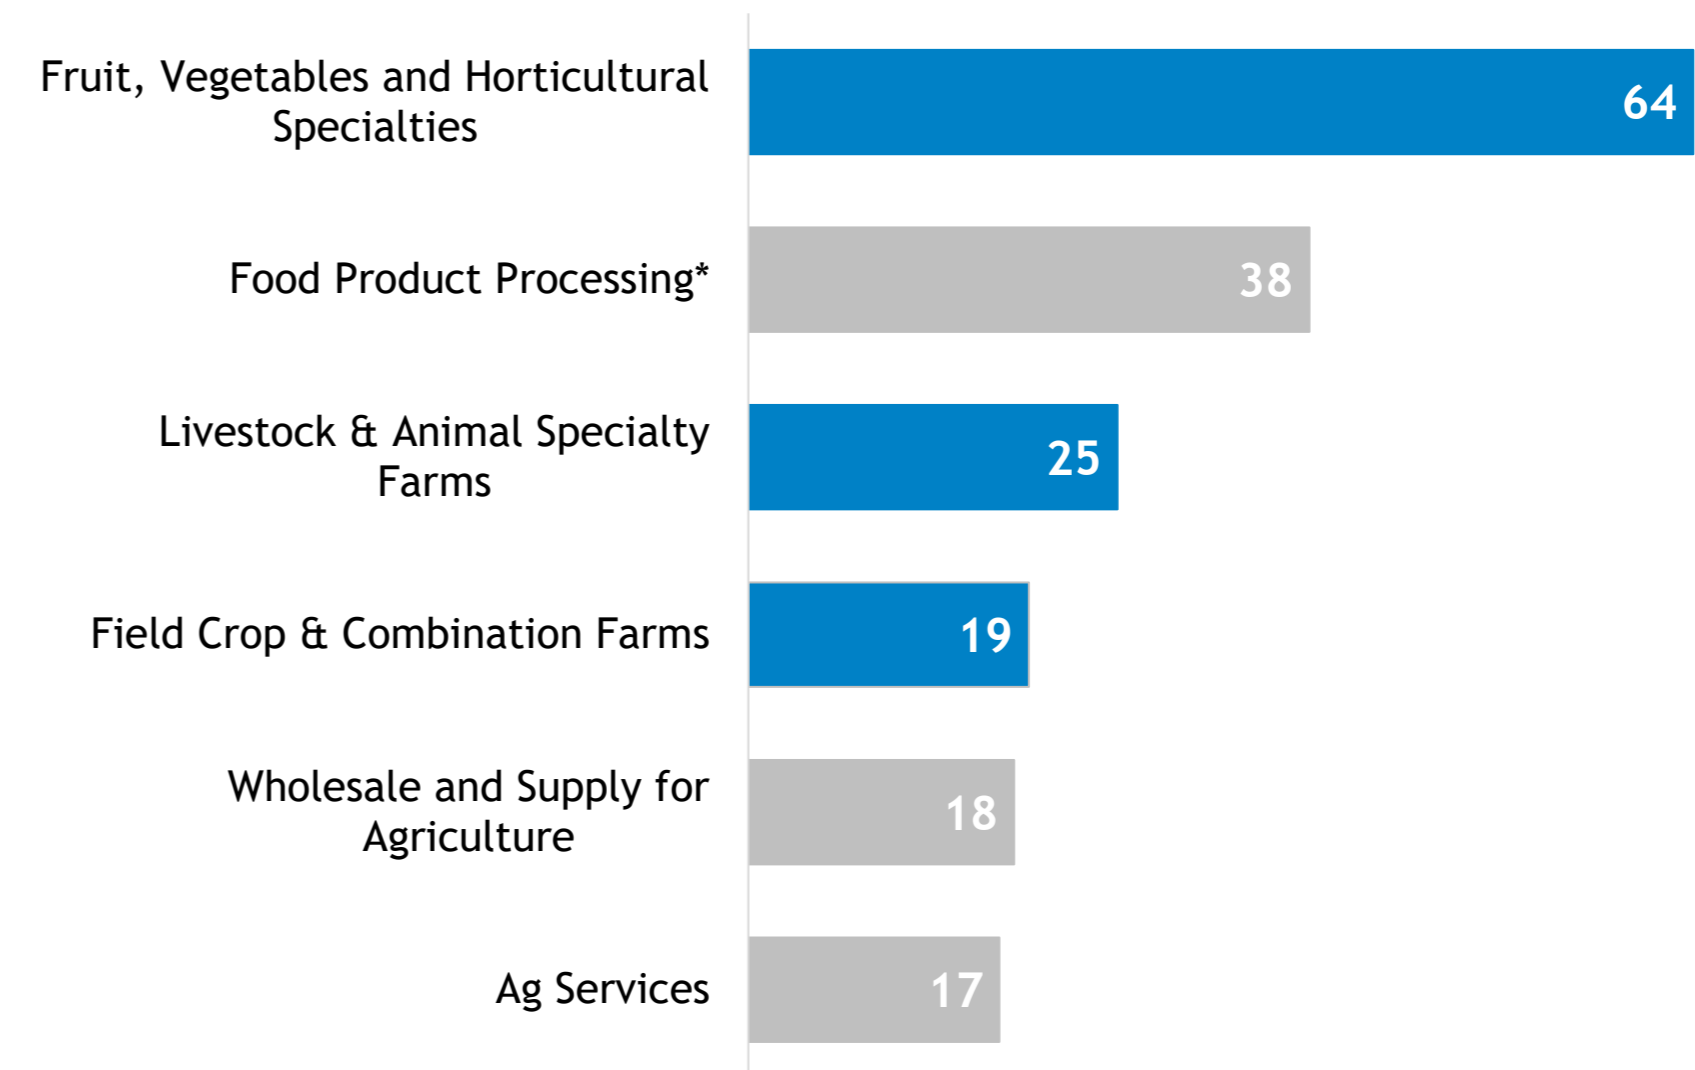 Fruit, Vegetables and Horticultural
Specialties
64
Food Product Processing*
38
Livestock & Animal Specialty
Farms
25
Field Crop & Combination Farms
19
Wholesale and Supply for
Agriculture
18
Ag Services
17